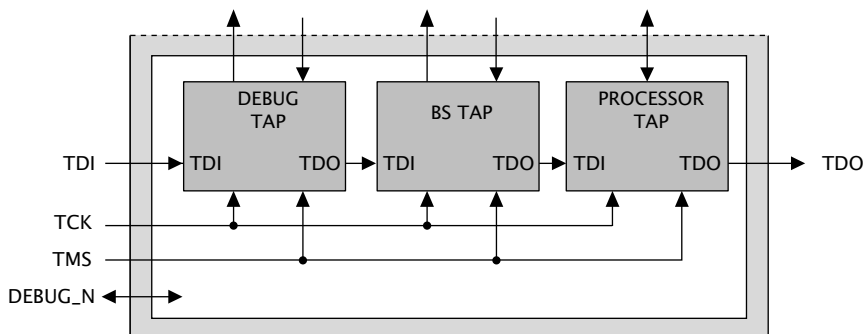 DEBUG
TAP
BS TAP
PROCESSOR
TAP
TDI
TDI
TDO
TDI
TDO
TDI
TDO
TDO
TCK
TMS
DEBUG_N